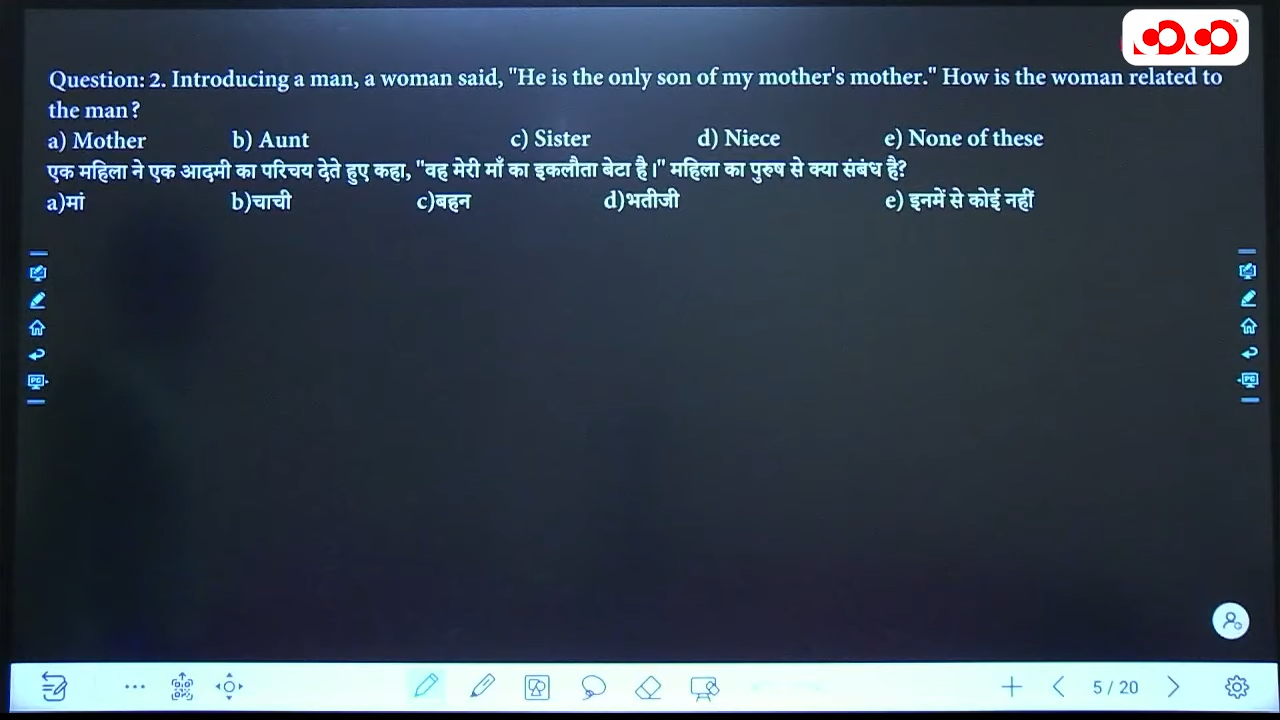 Question: 2. Introducing a man, a woman said, "He is the only son of my mother's mother." How is the woman related to
the man?
a) Mother b) Aunt c) Sister d) Niece e) None of these
एक महिला ने एक आदमी का परिचय देते हुए कहा, "वह मेरी माँ का इकलौता बेटा है।" महिला का पुरुष से क्या संबंध है?
a)मां b)चाची c)बहन d)भतीजी e) इनमें से कोई नहीं
PC
PC
5 / 20